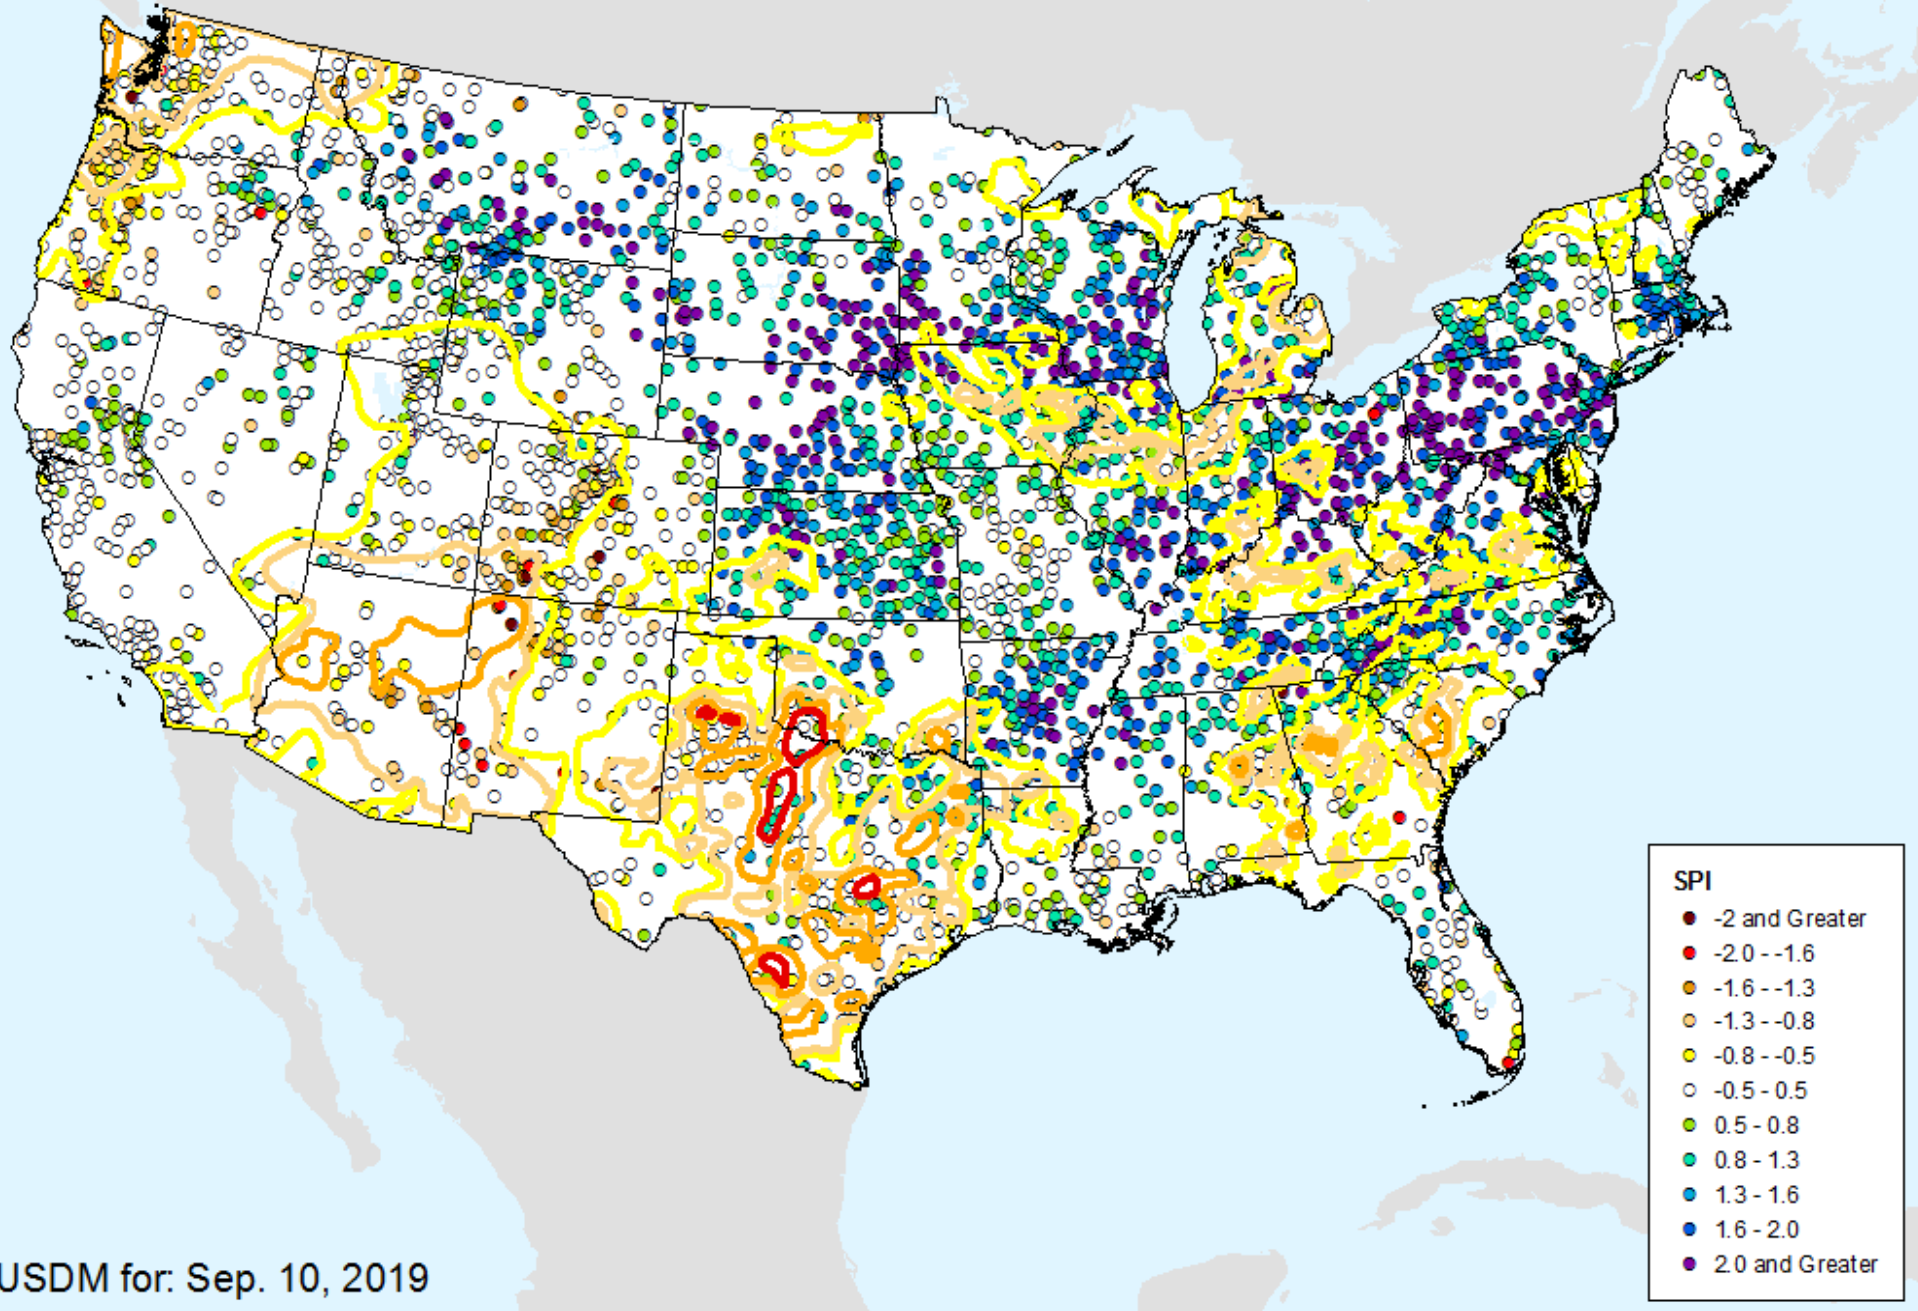 SPI
-2 and Greater
-2.0 - -1.6
-1.6 - -1.3
-1.3 - -0.8
-0.8 - -0.5
-0.5 - 0.5
0.5 - 0.8
0.8 - 1.3
1.3 - 1.6
1.6 - 2.0
2.0 and Greater
USDM for: Sep. 10, 2019